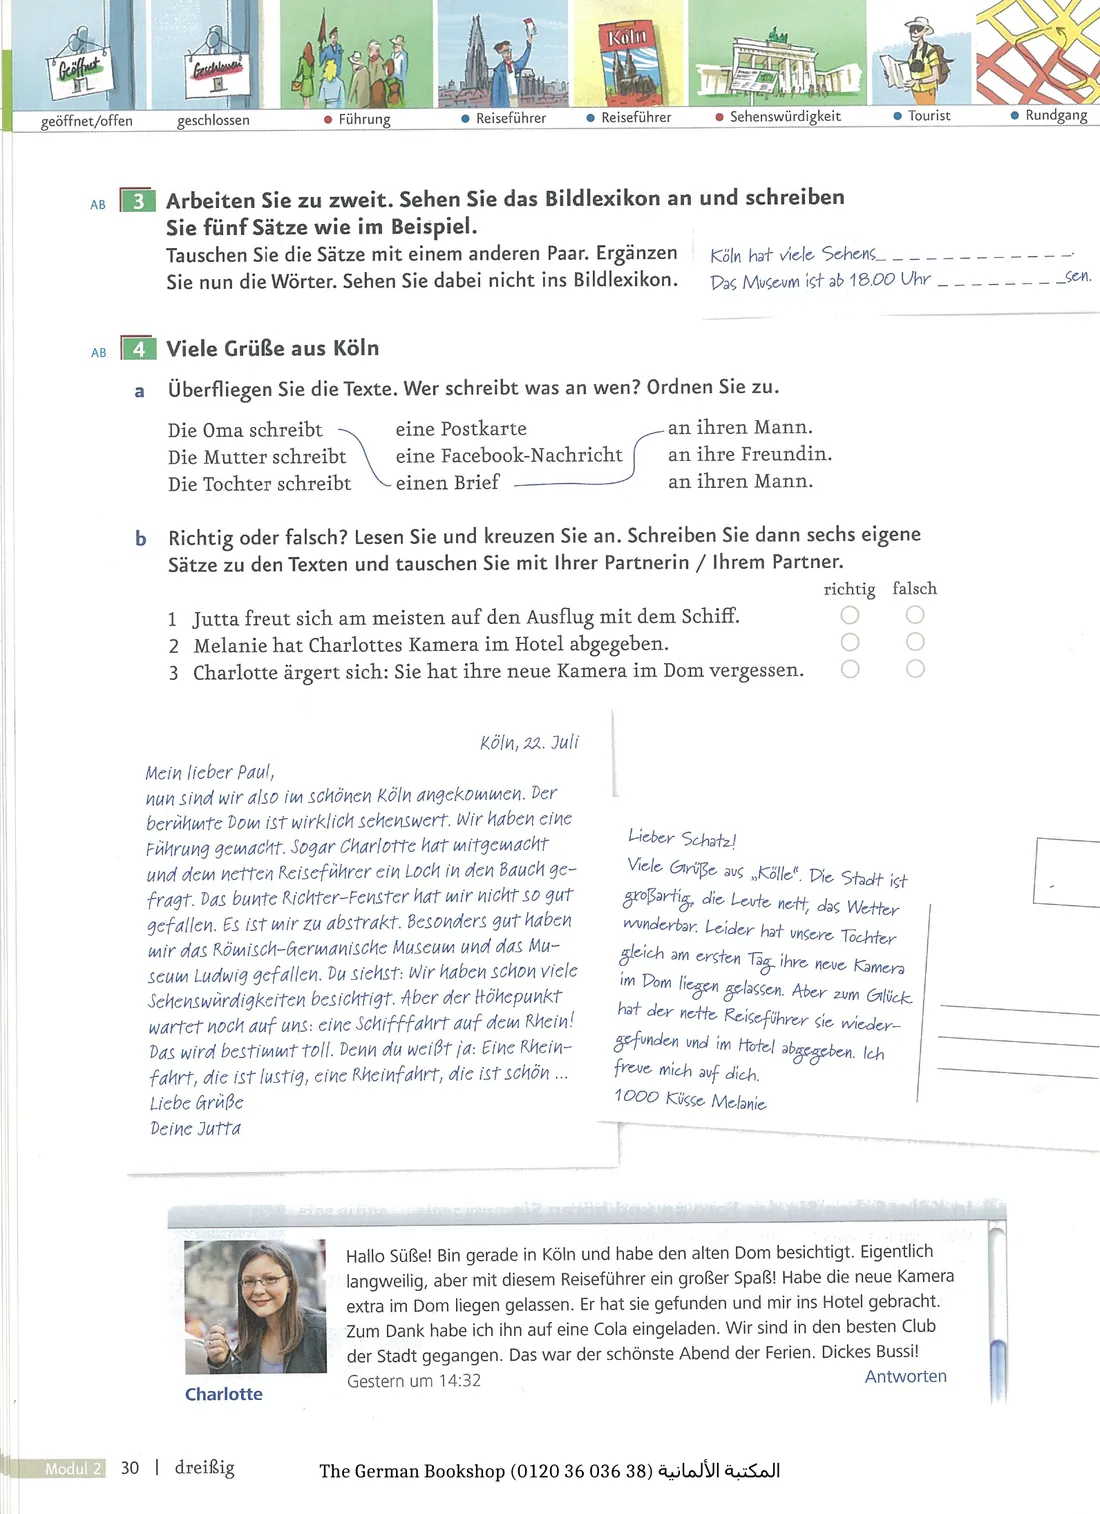 Geöffnet
Geschlossen
Köln
geöffnet/offen
geschlossen
Führung
Reiseführer
Reiseführer
Sehenswürdigkeit
Tourist
Rundgang
AB 3 Arbeiten Sie zu zweit. Sehen Sie das Bildlexikon an und schreiben
Sie fünf Sätze wie im Beispiel.
Tauschen Sie die Sätze mit einem anderen Paar. Ergänzen
Sie nun die Wörter. Sehen Sie dabei nicht ins Bildlexikon.
Köln hat viele Sehens_ _ _ _ _ _ _ _ _ _ _ _.
Das Museum ist ab 18.00 Uhr _ _ _ _ _ _ _ _sen.
AB 4 Viele Grüße aus Köln
a Überfliegen Sie die Texte. Wer schreibt was an wen? Ordnen Sie zu.
Die Oma schreibt eine Postkarte an ihren Mann.
Die Mutter schreibt eine Facebook-Nachricht an ihre Freundin.
Die Tochter schreibt einen Brief an ihren Mann.
b Richtig oder falsch? Lesen Sie und kreuzen Sie an. Schreiben Sie dann sechs eigene
Sätze zu den Texten und tauschen Sie mit Ihrer Partnerin / Ihrem Partner.
richtig falsch
1 Jutta freut sich am meisten auf den Ausflug mit dem Schiff.
2 Melanie hat Charlottes Kamera im Hotel abgegeben.
3 Charlotte ärgert sich: Sie hat ihre neue Kamera im Dom vergessen.
Köln, 22. Juli
Mein lieber Paul,
nun sind wir also im schönen Köln angekommen. Der
berühmte Dom ist wirklich sehenswert. Wir haben eine
Führung gemacht. Sogar Charlotte hat mitgemacht
und dem netten Reiseführer ein Loch in den Bauch ge-
fragt. Das bunte Richter-Fenster hat mir nicht so gut
gefallen. Es ist mir zu abstrakt. Besonders gut haben
mir das Römisch-Germanische Museum und das Mu-
seum Ludwig gefallen. Du siehst: Wir haben schon viele
Sehenswürdigkeiten besichtigt. Aber der Höhepunkt
wartet noch auf uns: eine Schifffahrt auf dem Rhein!
Das wird bestimmt toll. Denn du weißt ja: Eine Rhein-
fahrt, die ist lustig, eine Rheinfahrt, die ist schön ...
Liebe Grüße
Deine Jutta
Lieber Schatz!
Viele Grüße aus „Kölle“. Die Stadt ist
großartig, die Leute nett, das Wetter
wunderbar. Leider hat unsere Tochter
gleich am ersten Tag ihre neue Kamera
im Dom liegen gelassen. Aber zum Glück
hat der nette Reiseführer sie wieder-
gefunden und im Hotel abgegeben. Ich
freue mich auf dich.
1000 Küsse Melanie
Hallo Süße! Bin gerade in Köln und habe den alten Dom besichtigt. Eigentlich
langweilig, aber mit diesem Reiseführer ein großer Spaß! Habe die neue Kamera
extra im Dom liegen gelassen. Er hat sie gefunden und mir ins Hotel gebracht.
Zum Dank habe ich ihn auf eine Cola eingeladen. Wir sind in den besten Club
der Stadt gegangen. Das war der schönste Abend der Ferien. Dickes Bussi!
Gestern um 14:32 Antworten
Charlotte
Modul 2 30 | dreißig
The German Bookshop (0120 36 036 38) المكتبة الألمانية